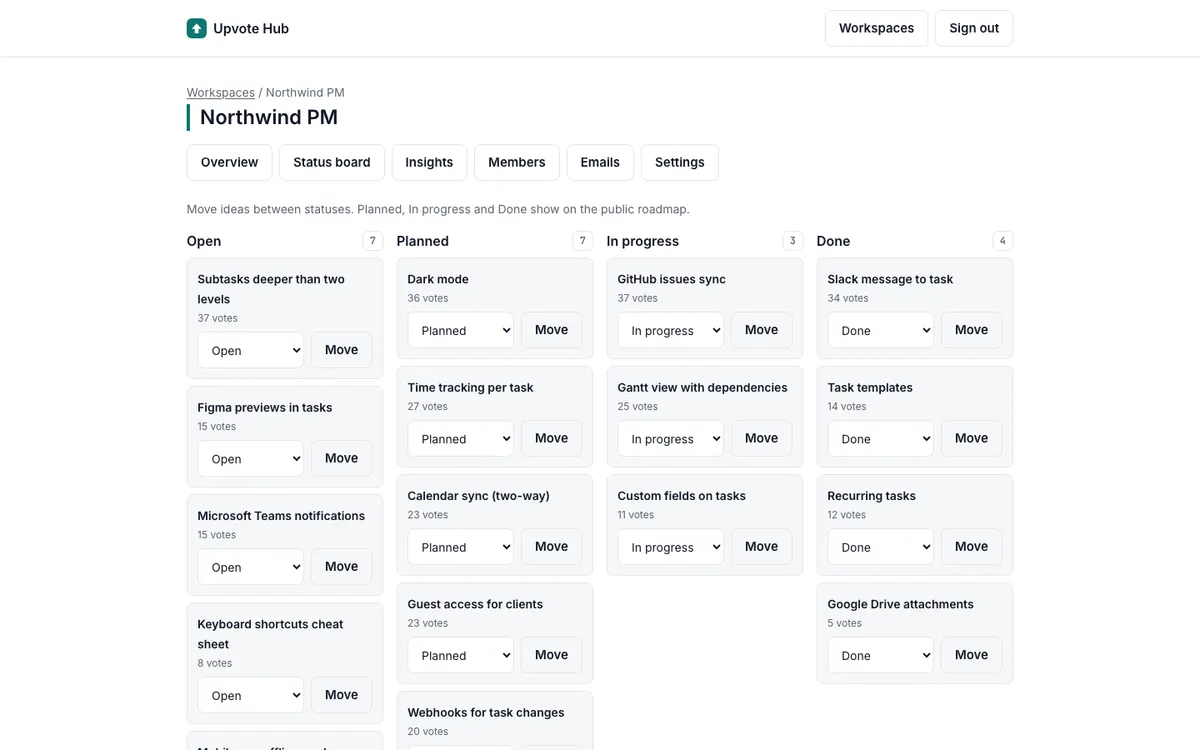 Upvote Hub
Workspaces
Sign out
Workspaces / Northwind PM
Northwind PM
Overview
Status board
Insights
Members
Emails
Settings
Move ideas between statuses. Planned, In progress and Done show on the public roadmap.
Open
7
Subtasks deeper than two
levels
37 votes
Open
Move
Figma previews in tasks
15 votes
Open
Move
Microsoft Teams notifications
15 votes
Open
Move
Keyboard shortcuts cheat
sheet
8 votes
Open
Move
Planned
7
Dark mode
36 votes
Planned
Move
Time tracking per task
27 votes
Planned
Move
Calendar sync (two-way)
23 votes
Planned
Move
Guest access for clients
23 votes
Planned
Move
Webhooks for task changes
20 votes
In progress
3
GitHub issues sync
37 votes
In progress
Move
Gantt view with dependencies
25 votes
In progress
Move
Custom fields on tasks
11 votes
In progress
Move
Done
4
Slack message to task
34 votes
Done
Move
Task templates
14 votes
Done
Move
Recurring tasks
12 votes
Done
Move
Google Drive attachments
5 votes
Done
Move